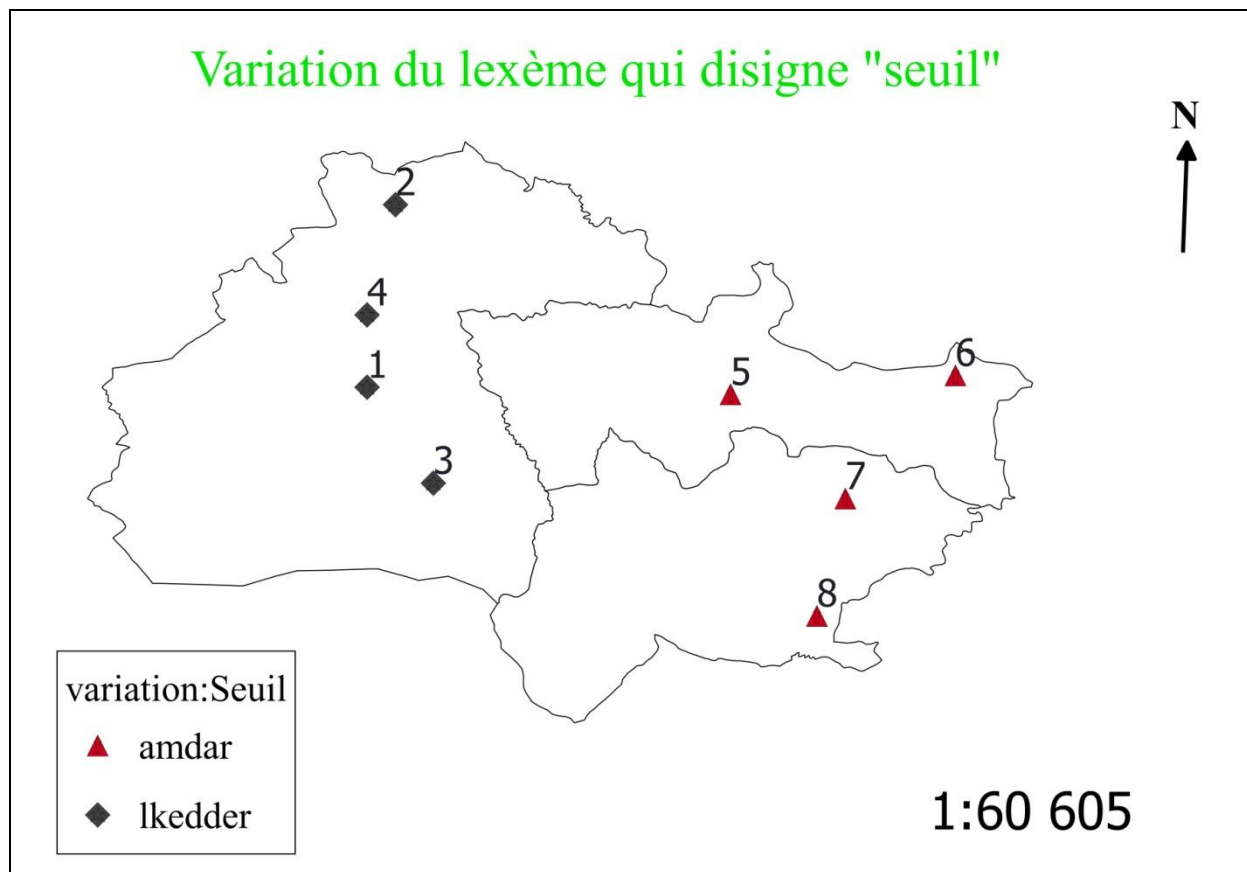 Variation du lexème qui disigne "seuil"
N
2
4
1
3
5
6
7
8
variation:Seuil
amdar
lkedder
1:60 605